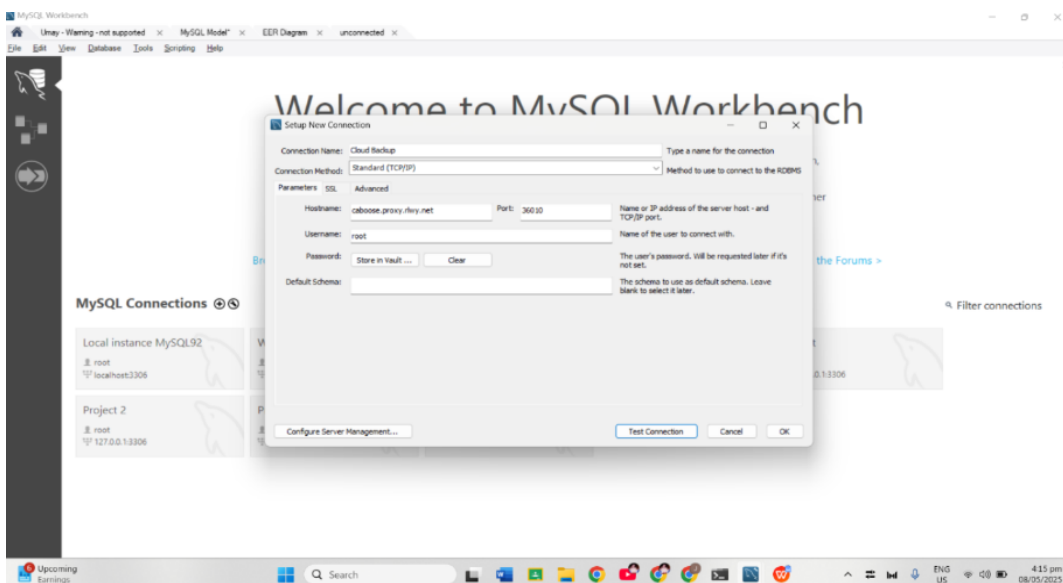 MySQL Workbench
Umay - Warning - not supported × MySQL Model* × EER Diagram × unconnected ×
File Edit View Database Tools Scripting Help
Welcome to MySQL Workbench
Setup New Connection
Connection Name: Cloud Backup Type a name for the connection
Connection Method: Standard (TCP/IP) Method to use to connect to the RDBMS
Parameters SSL Advanced
Hostname: caboose.proxy.rlwy.net Port: 36010 Name or IP address of the server host - and
TCP/IP port.
Username: root Name of the user to connect with.
Password: Store in Vault ... Clear The user's password. Will be requested later if it's
not set.
the Forums >
Default Schema: The schema to use as default schema. Leave
blank to select it later.
MySQL Connections
Filter connections
Local instance MySQL92
root
localhost:3306
.0.1:3306
Project 2
root
127.0.0.1:3306
Configure Server Management... Test Connection Cancel OK
6 Upcoming
Earnings
Search
ENG
US
4:15 pm